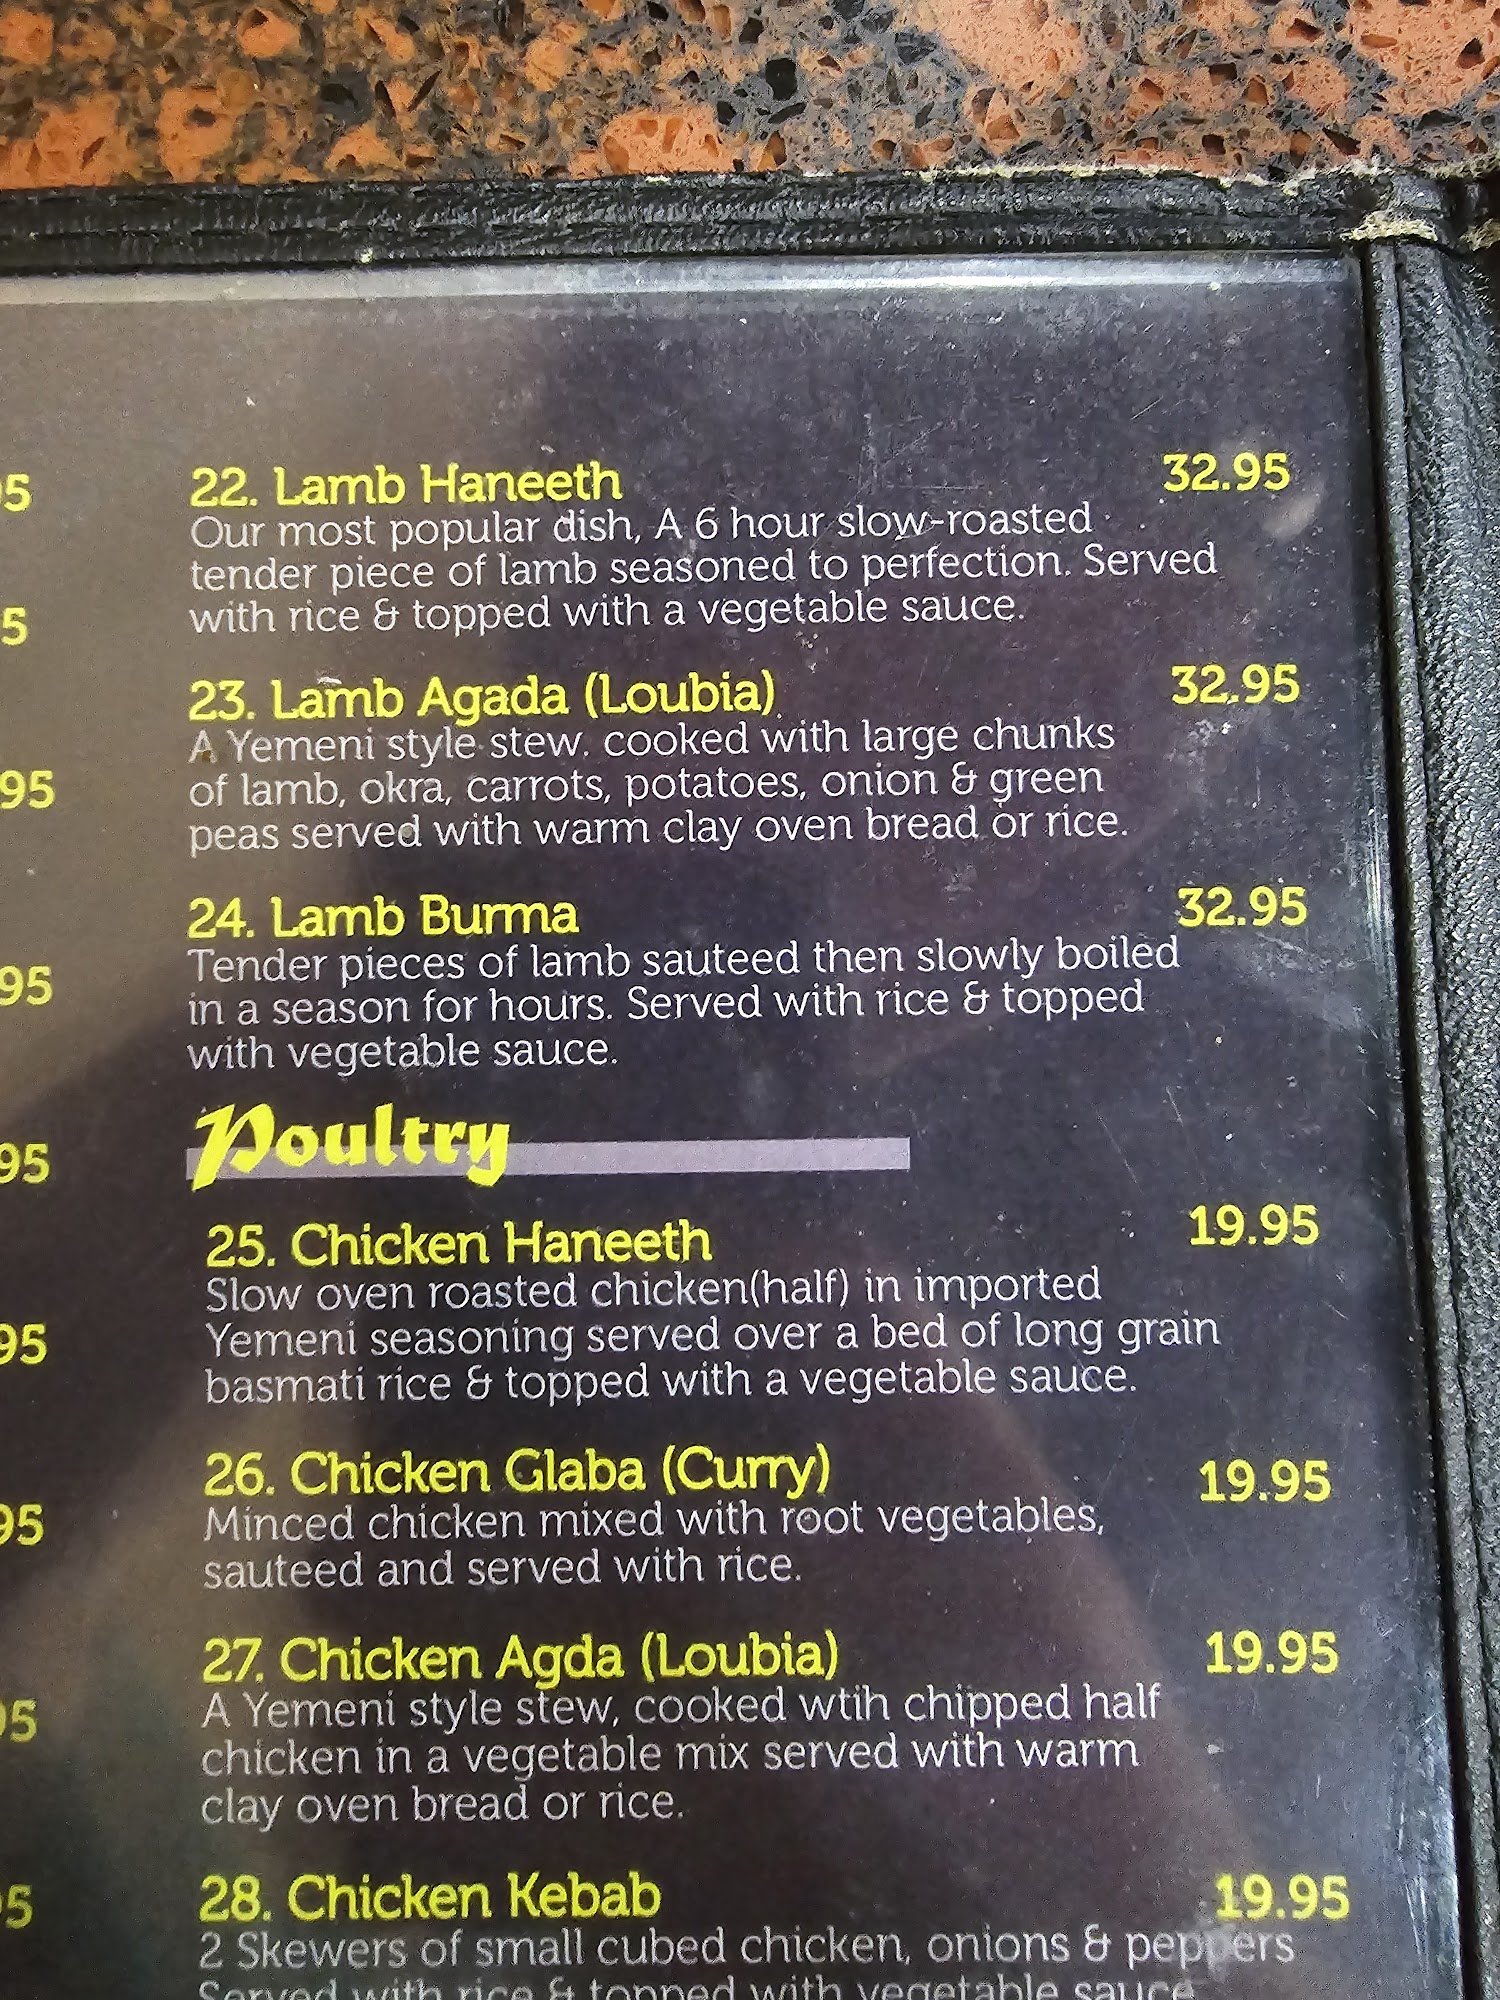 22. Lamb Haneeth 32.95
Our most popular dish, A 6 hour slow-roasted
tender piece of lamb seasoned to perfection. Served
with rice & topped with a vegetable sauce.
23. Lamb Agada (Loubia) 32.95
A Yemeni style stew. cooked with large chunks
of lamb, okra, carrots, potatoes, onion & green
peas served with warm clay oven bread or rice.
24. Lamb Burma 32.95
Tender pieces of lamb sauteed then slowly boiled
in a season for hours. Served with rice & topped
with vegetable sauce.
Poultry
25. Chicken Haneeth 19.95
Slow oven roasted chicken(half) in imported
Yemeni seasoning served over a bed of long grain
basmati rice & topped with a vegetable sauce.
26. Chicken Glaba (Curry) 19.95
Minced chicken mixed with root vegetables,
sauteed and served with rice.
27. Chicken Agda (Loubia) 19.95
A Yemeni style stew, cooked wtih chipped half
chicken in a vegetable mix served with warm
clay oven bread or rice.
28. Chicken Kebab 19.95
2 Skewers of small cubed chicken, onions & peppers
Served with rice & topped with vegetable sauce